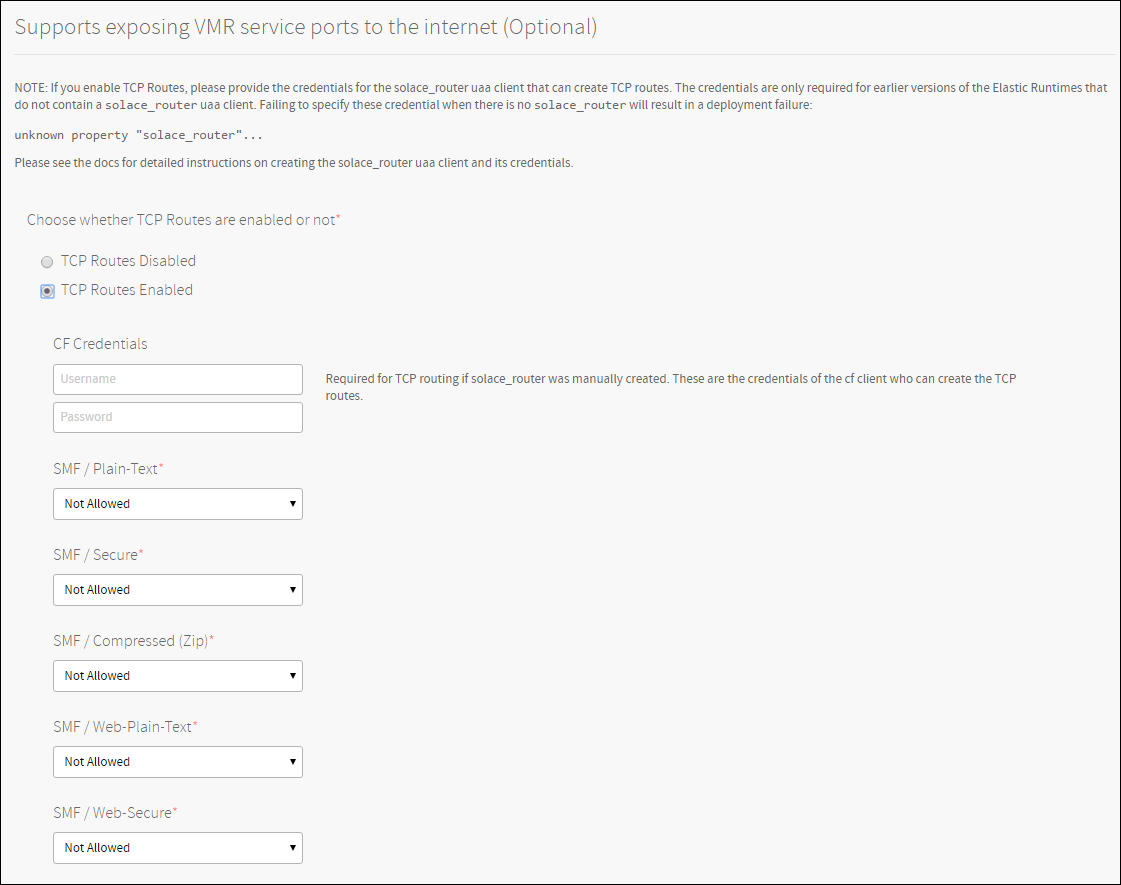 Supports exposing VMR service ports to the internet (Optional)
NOTE: If you enable TCP Routes, please provide the credentials for the solace_router uaa client that can create TCP routes. The credentials are only required for earlier versions of the Elastic Runtimes that
do not contain a solace_router uaa client. Failing to specify these credential when there is no solace_router will result in a deployment failure:
unknown property "solace_router"...
Please see the docs for detailed instructions on creating the solace_router uaa client and its credentials.
Choose whether TCP Routes are enabled or not*
TCP Routes Disabled
TCP Routes Enabled
CF Credentials
Username
Required for TCP routing if solace_router was manually created. These are the credentials of the cf client who can create the TCP
routes.
Password
SMF / Plain-Text*
Not Allowed
SMF / Secure*
Not Allowed
SMF / Compressed (Zip)*
Not Allowed
SMF / Web-Plain-Text*
Not Allowed
SMF / Web-Secure*
Not Allowed